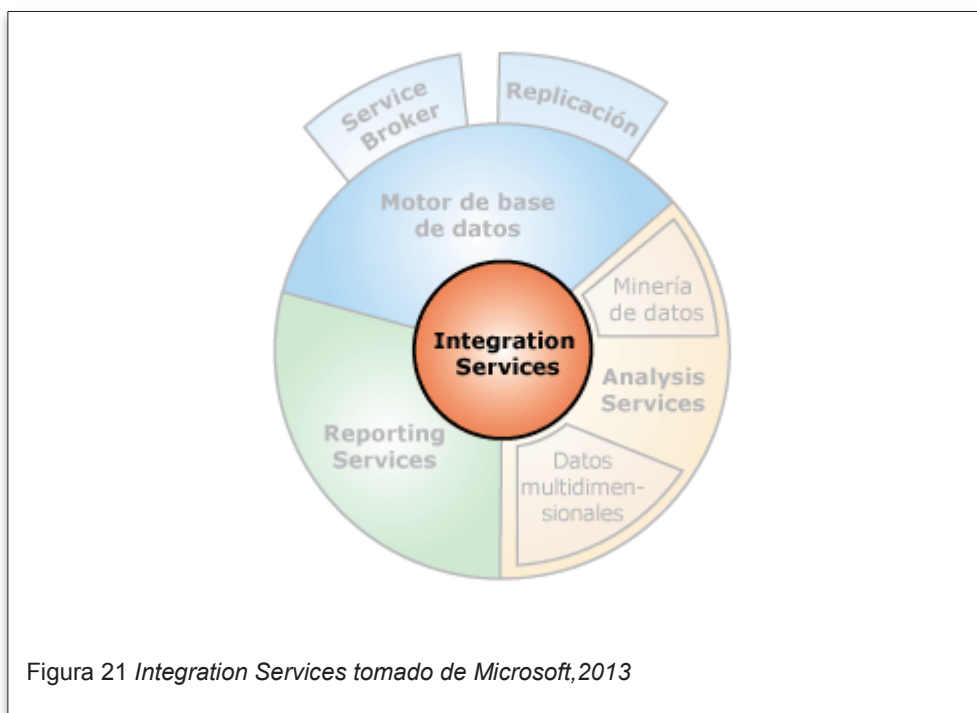 Service
Broker
Replicación
Motor de base
de datos
Minería
de datos
Integration
Services
Analysis
Services
Reporting
Services
Datos
multidimen-
sionales
Figura 21 Integration Services tomado de Microsoft,2013